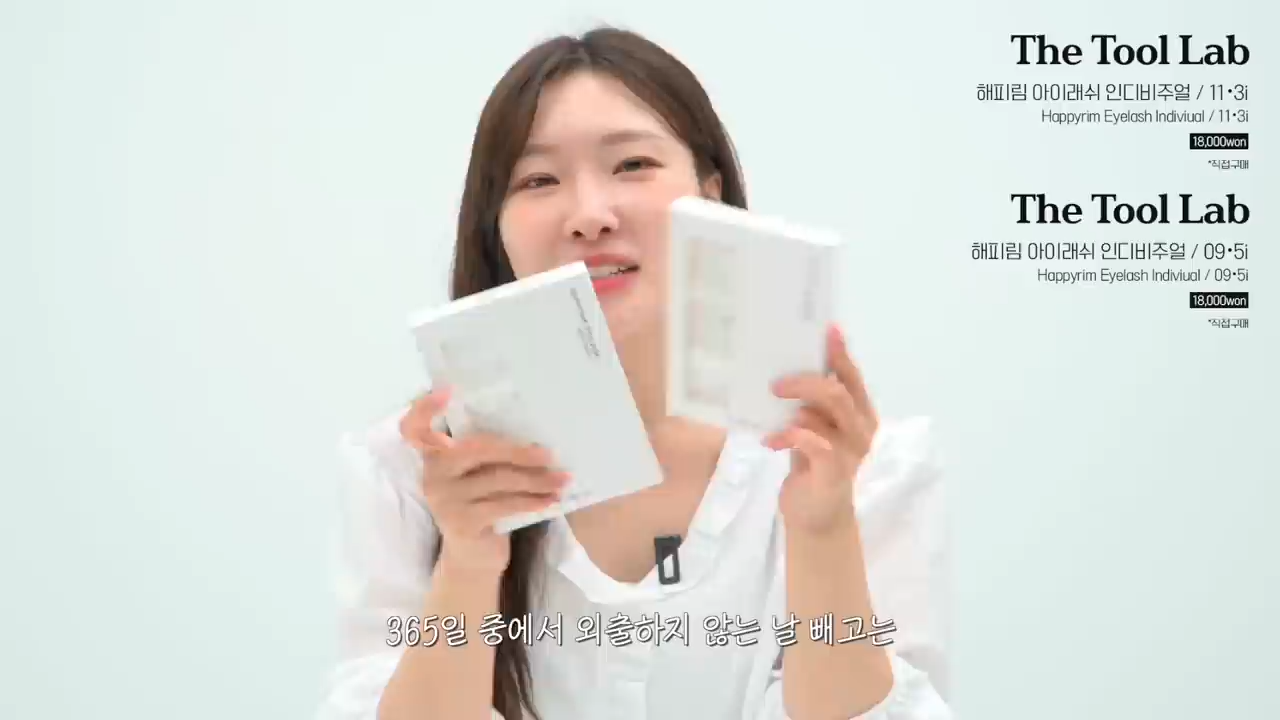 The Tool Lab
해피림 아이래쉬 인디비주얼 / 11•3i
Happyrim Eyelash Indiviual / 11•3i
18,000won
*직접구매
The Tool Lab
해피림 아이래쉬 인디비주얼 / 09•5i
Happyrim Eyelash Indiviual / 09•5i
18,000won
*직접구매
365일 중에서 외출하지 않는 날 빼고는